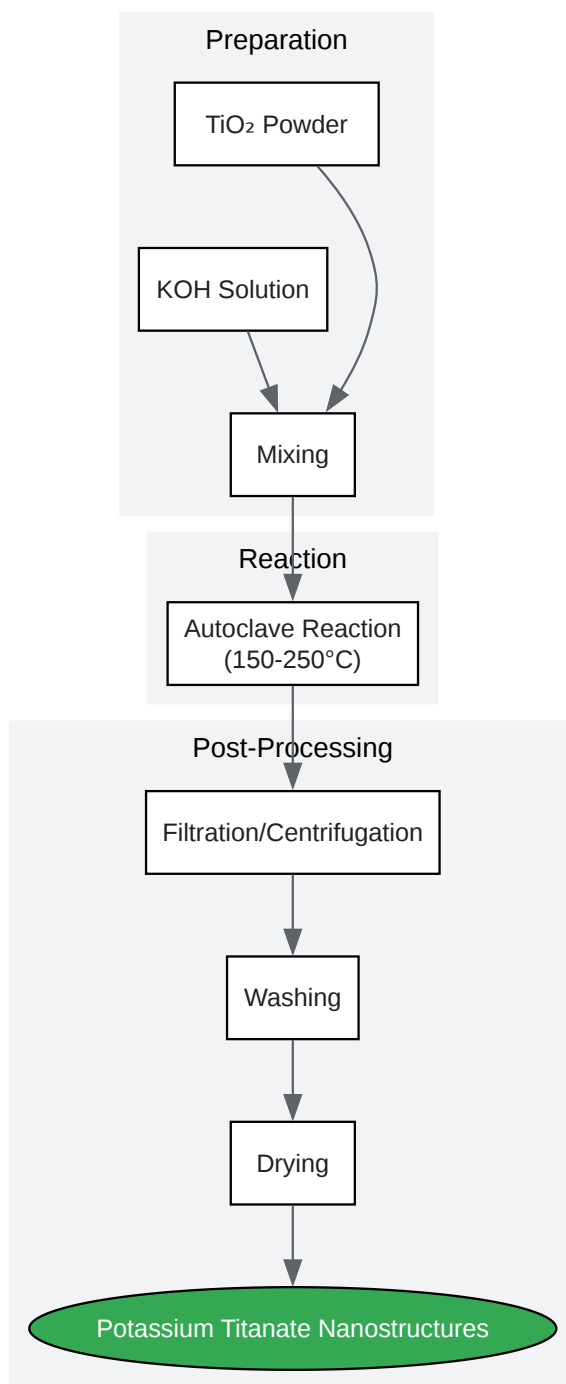 Preparation
TiO₂ Powder
KOH Solution
Mixing
Reaction
Autoclave Reaction
(150-250°C)
Post-Processing
Filtration/Centrifugation
Washing
Drying
Potassium Titanate Nanostructures